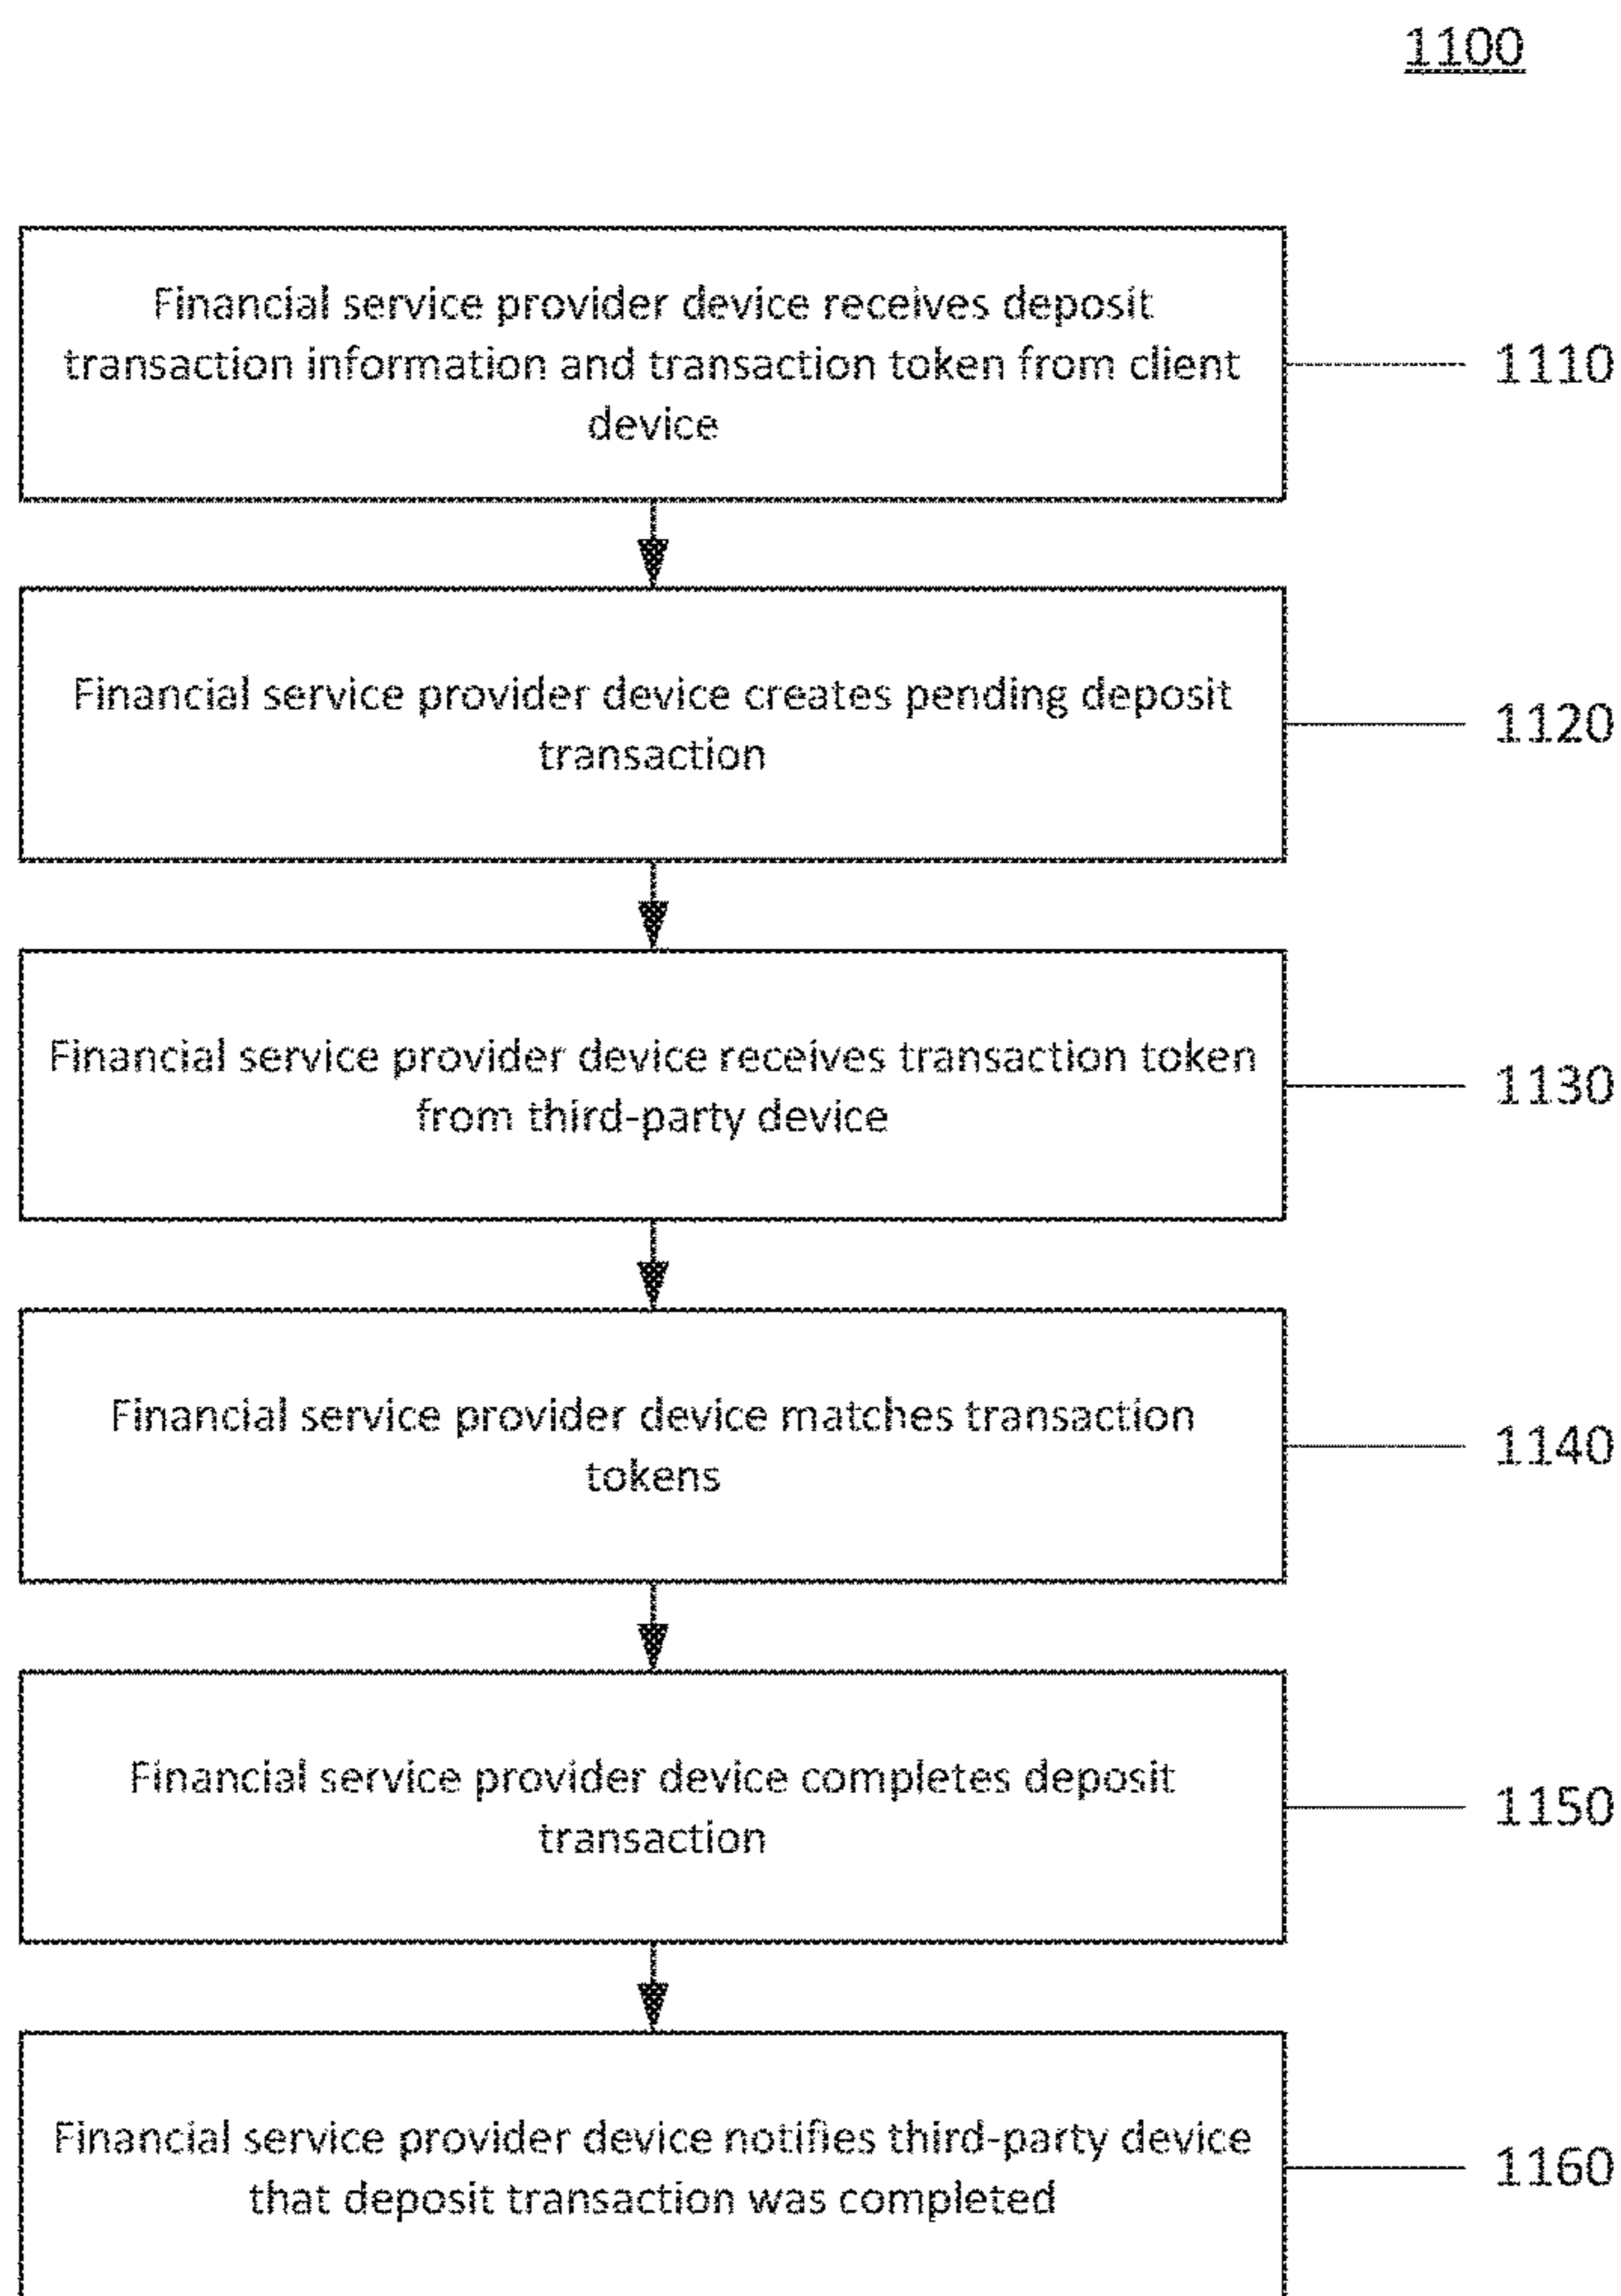 1100
Financial service provider device receives deposit
transaction information and transaction token from client
device
1110
Financial service provider device creates pending deposit
transaction
1120
Financial service provider device receives transaction token
from third-party device
1130
Financial service provider device matches transaction
tokens
1140
Financial service provider device completes deposit
transaction
1150
Financial service provider device notifies third-party device
that deposit transaction was completed
1160